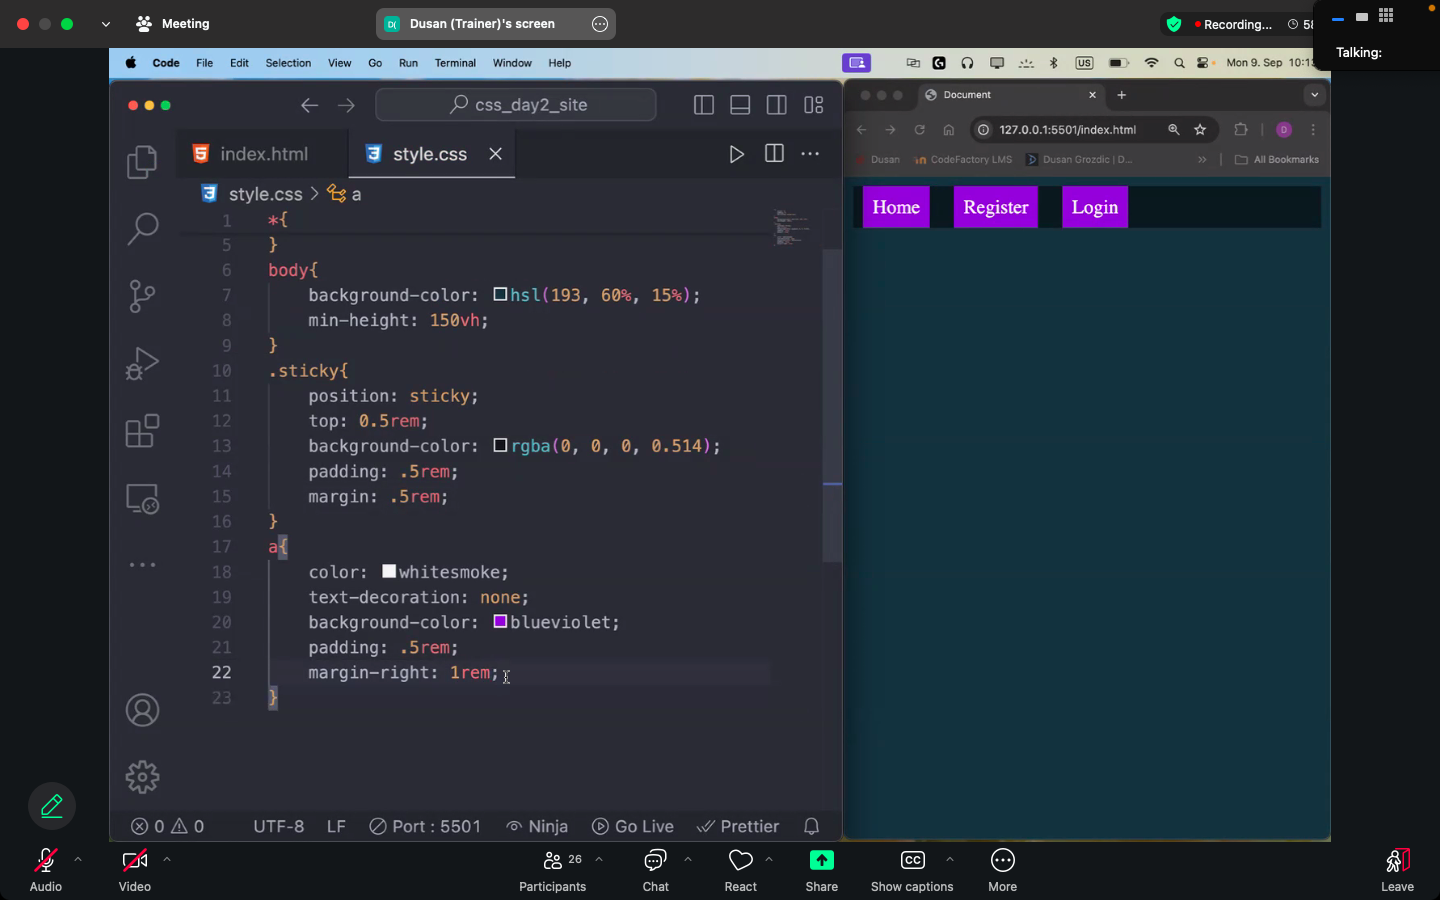 Meeting
Dusan (Trainer)'s screen
Recording...
Talking:
Code File Edit Selection View Go Run Terminal Window Help
US
Mon 9. Sep
css_day2_site
index.html
style.css
style.css > a
1 *{
5 }
6 body{
7 background-color: hsl(193, 60%, 15%);
8 min-height: 150vh;
9 }
10 .sticky{
11 position: sticky;
12 top: 0.5rem;
13 background-color: rgba(0, 0, 0, 0.514);
14 padding: .5rem;
15 margin: .5rem;
16 }
17 a{
18 color: whitesmoke;
19 text-decoration: none;
20 background-color: blueviolet;
21 padding: .5rem;
22 margin-right: 1rem;
23 }
0 0 UTF-8 LF Port : 5501 Ninja Go Live Prettier
Document
127.0.0.1:5501/index.html
D
Dusan CodeFactory LMS Dusan Grozdic | D... » All Bookmarks
Home Register Login
Audio
Video
26
Participants
Chat
React
Share
CC
Show captions
More
Leave